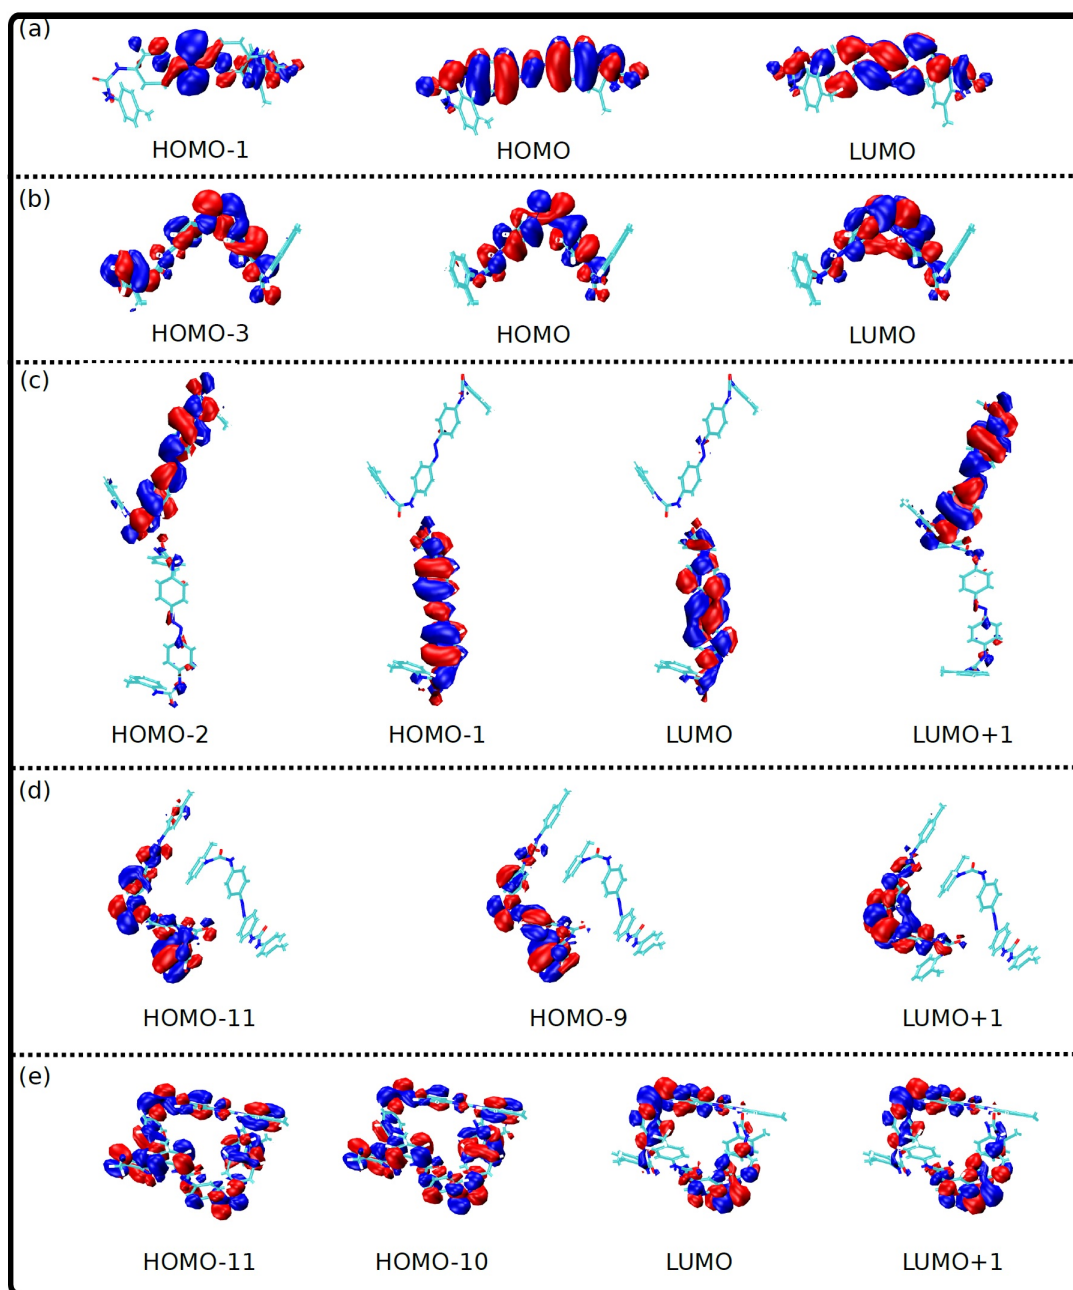 (a)
HOMO-1 HOMO LUMO
(b)
HOMO-3 HOMO LUMO
(c)
HOMO-2 HOMO-1 LUMO LUMO+1
(d)
HOMO-11 HOMO-9 LUMO+1
(e)
HOMO-11 HOMO-10 LUMO LUMO+1